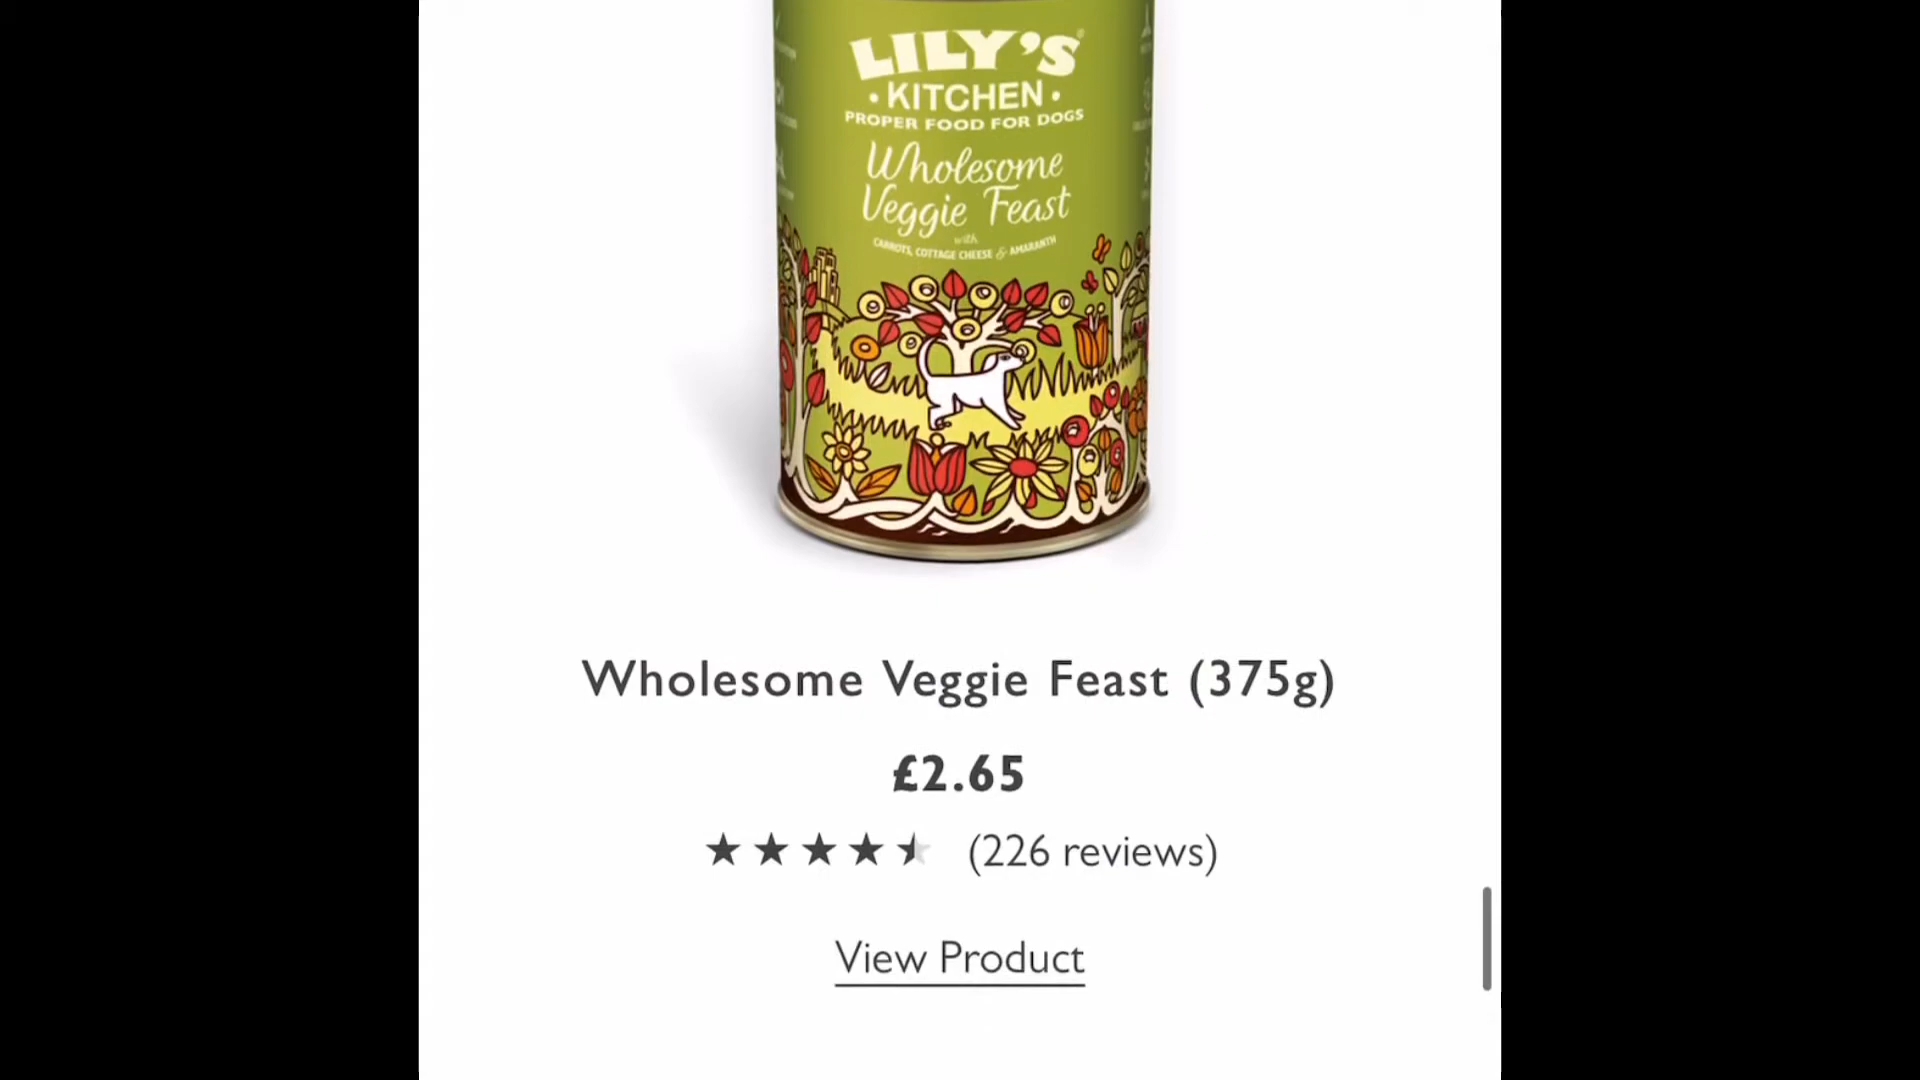 LILY'S
• KITCHEN •
PROPER FOOD FOR DOGS
Wholesome
Veggie Feast
with
CARROTS, COTTAGE CHEESE & AMARANTH
Wholesome Veggie Feast (375g)
£2.65
(226 reviews)
View Product